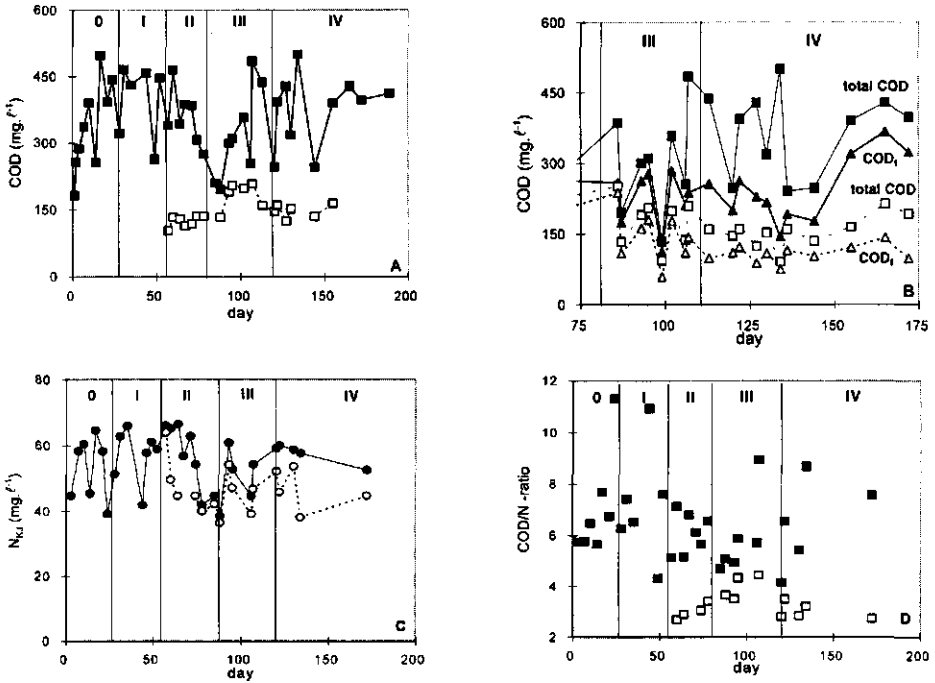 0 I II III IV
600
450
300
150
0
COD (mg. ℓ⁻¹)
0 50 100 150 200
day
A
III IV
600
450
300
150
0
COD (mg. ℓ⁻¹)
total COD
CODₜ
total COD
CODₜ
75 100 125 150 175
day
B
0 I II III IV
80
60
40
20
0
N_KJ (mg. ℓ⁻¹)
0 50 100 150 200
day
C
0 I II III IV
12
10
8
6
4
2
COD/N -ratio
0 50 100 150 200
day
D